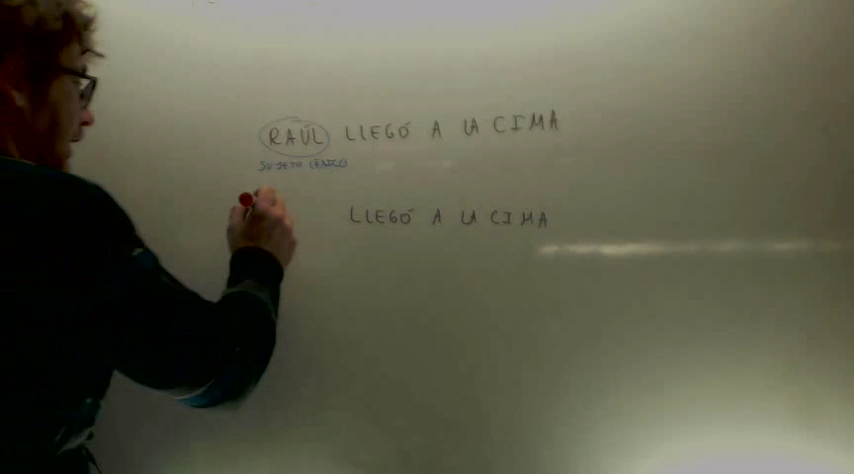 RAÚL LLEGÓ A LA CIMA
SUJETO LÉXICO
LLEGÓ A LA CIMA